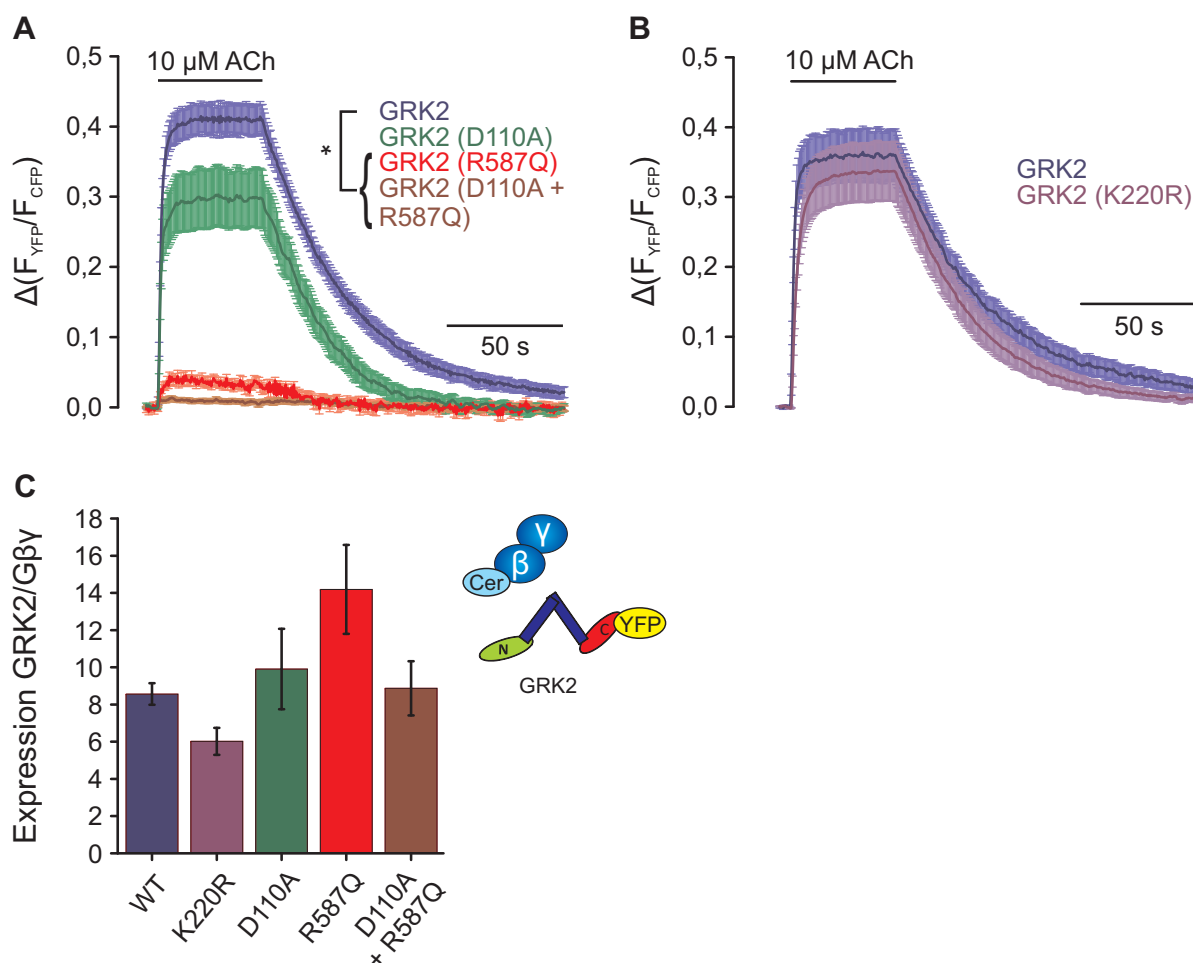 A
0,5
0,4
0,3
0,2
0,1
0,0
Δ(F_YFP/F_CFP)
10 µM ACh
*
GRK2
GRK2 (D110A)
GRK2 (R587Q)
GRK2 (D110A +
R587Q)
{
50 s
B
0,5
0,4
0,3
0,2
0,1
0,0
Δ(F_YFP/F_CFP)
10 µM ACh
GRK2
GRK2 (K220R)
50 s
C
18
16
14
12
10
8
6
4
2
0
Expression GRK2/Gβγ
WT
K220R
D110A
R587Q
D110A
+ R587Q
γ
β
Cer
N
C
YFP
GRK2